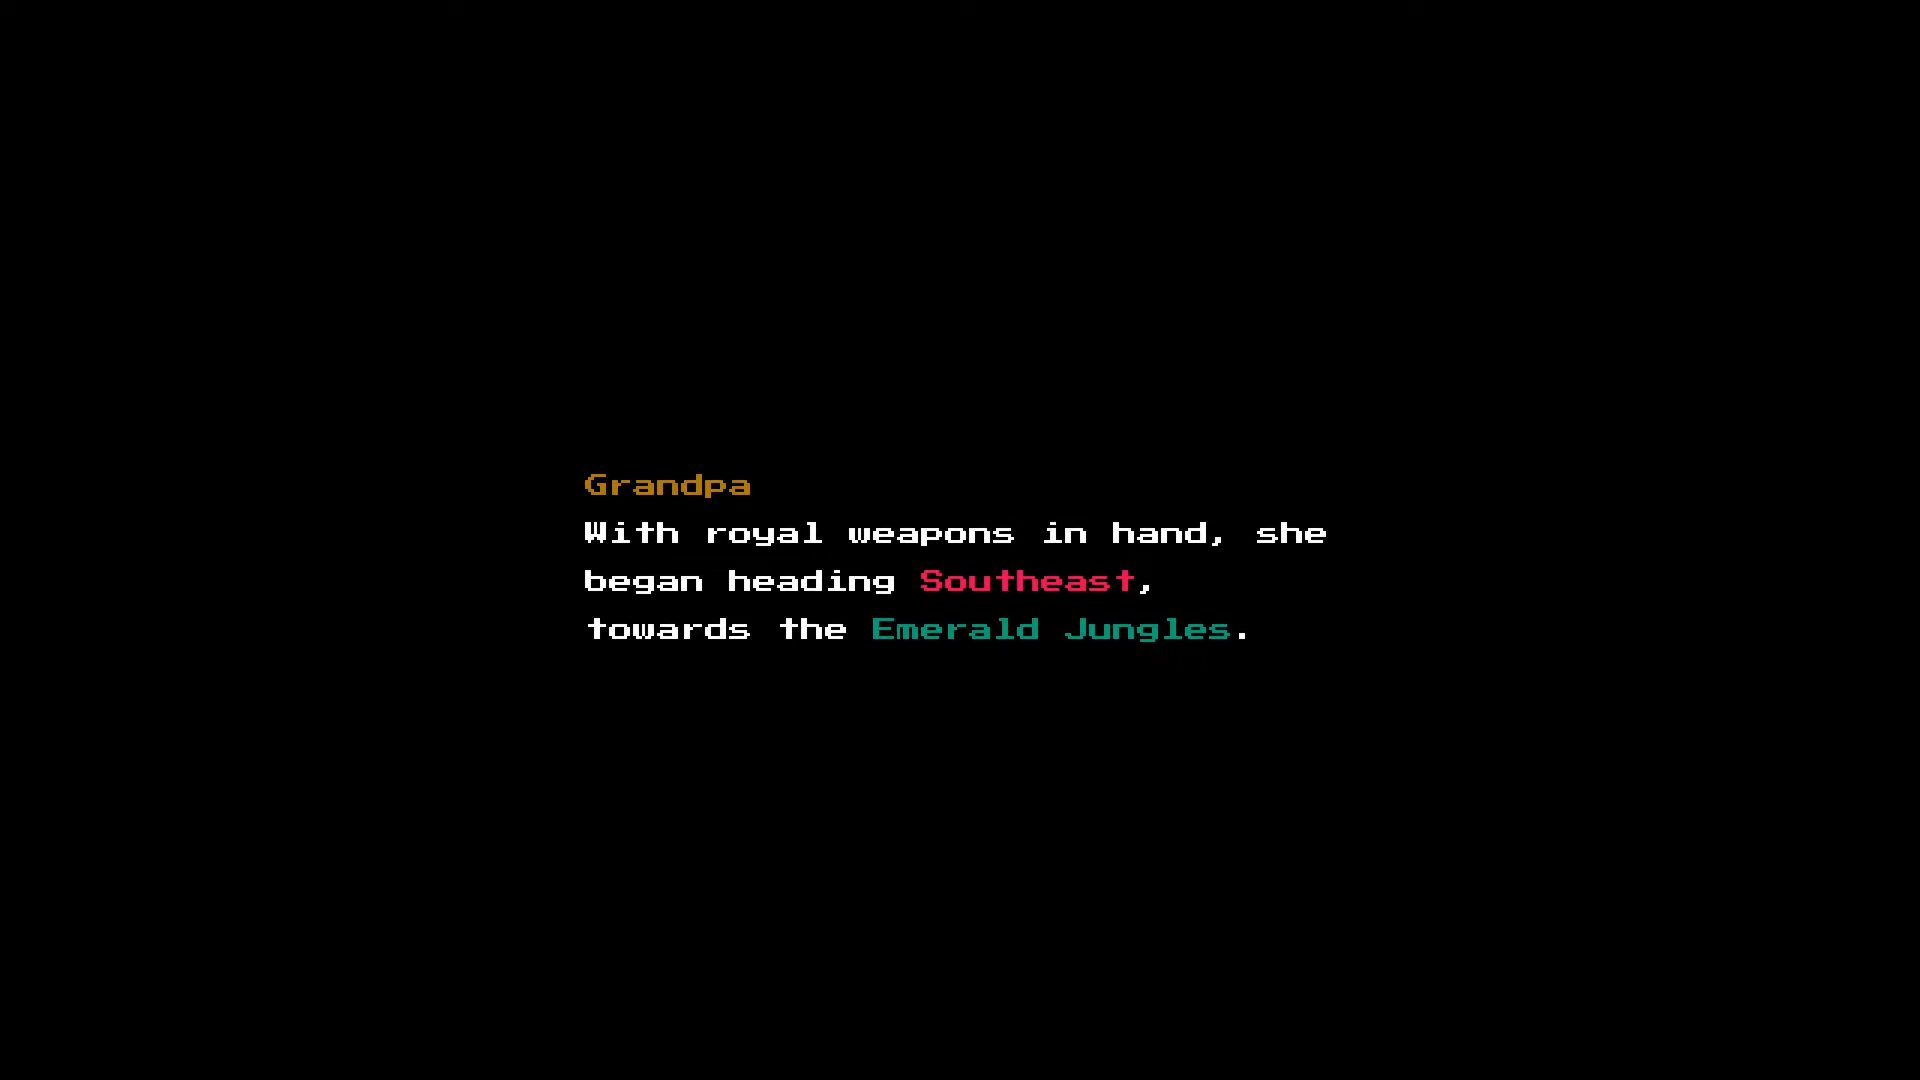 Grandpa
With royal weapons in hand, she
began heading Southeast,
towards the Emerald Jungles.